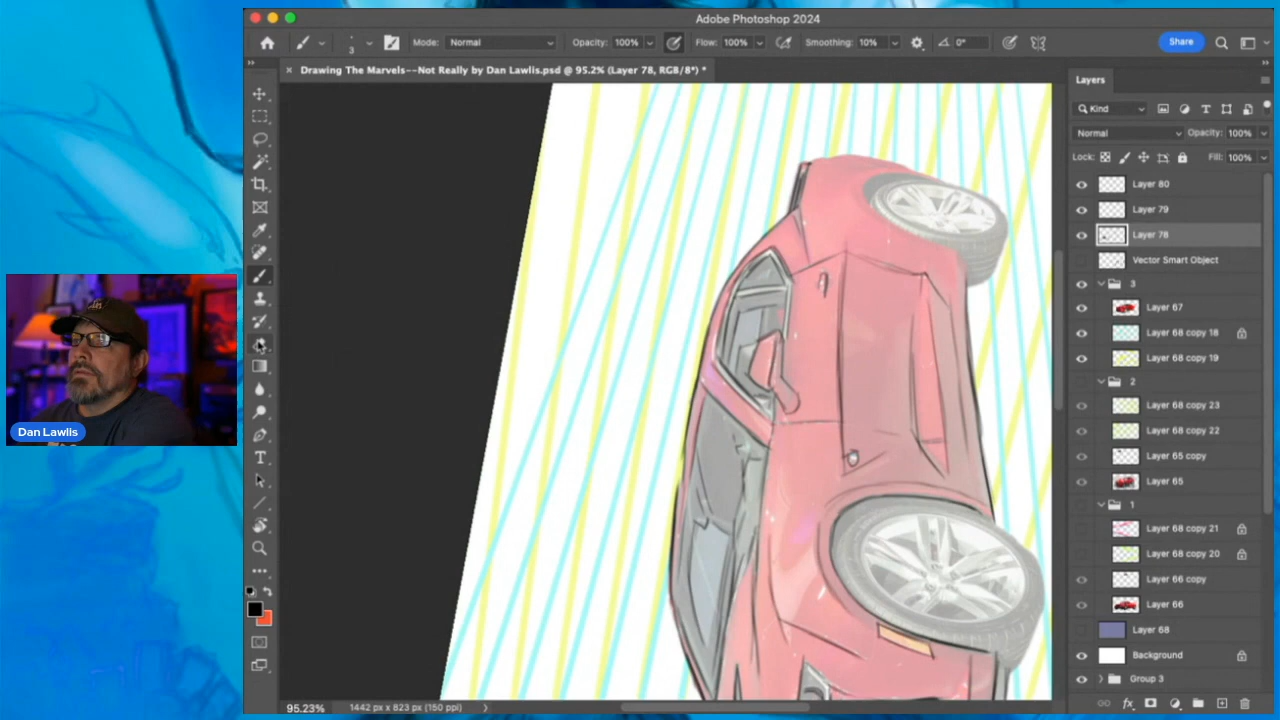 Adobe Photoshop 2024
3 Mode: Normal Opacity: 100% Flow: 100% Smoothing: 10% 0° Share
× Drawing The Marvels--Not Really by Dan Lawlis.psd @ 95.2% (Layer 78, RGB/8*) *
Layers
Kind
Normal Opacity: 100%
Lock: Fill: 100%
Layer 80
Layer 79
Layer 78
Vector Smart Object
3
Layer 67
Layer 68 copy 18
Layer 68 copy 19
2
Layer 68 copy 23
Layer 68 copy 22
Layer 65 copy
Layer 65
1
Layer 68 copy 21
Layer 68 copy 20
Layer 66 copy
Layer 66
Layer 68
Background
Group 3
Dan Lawlis
95.23% 1442 px x 823 px (150 ppi)